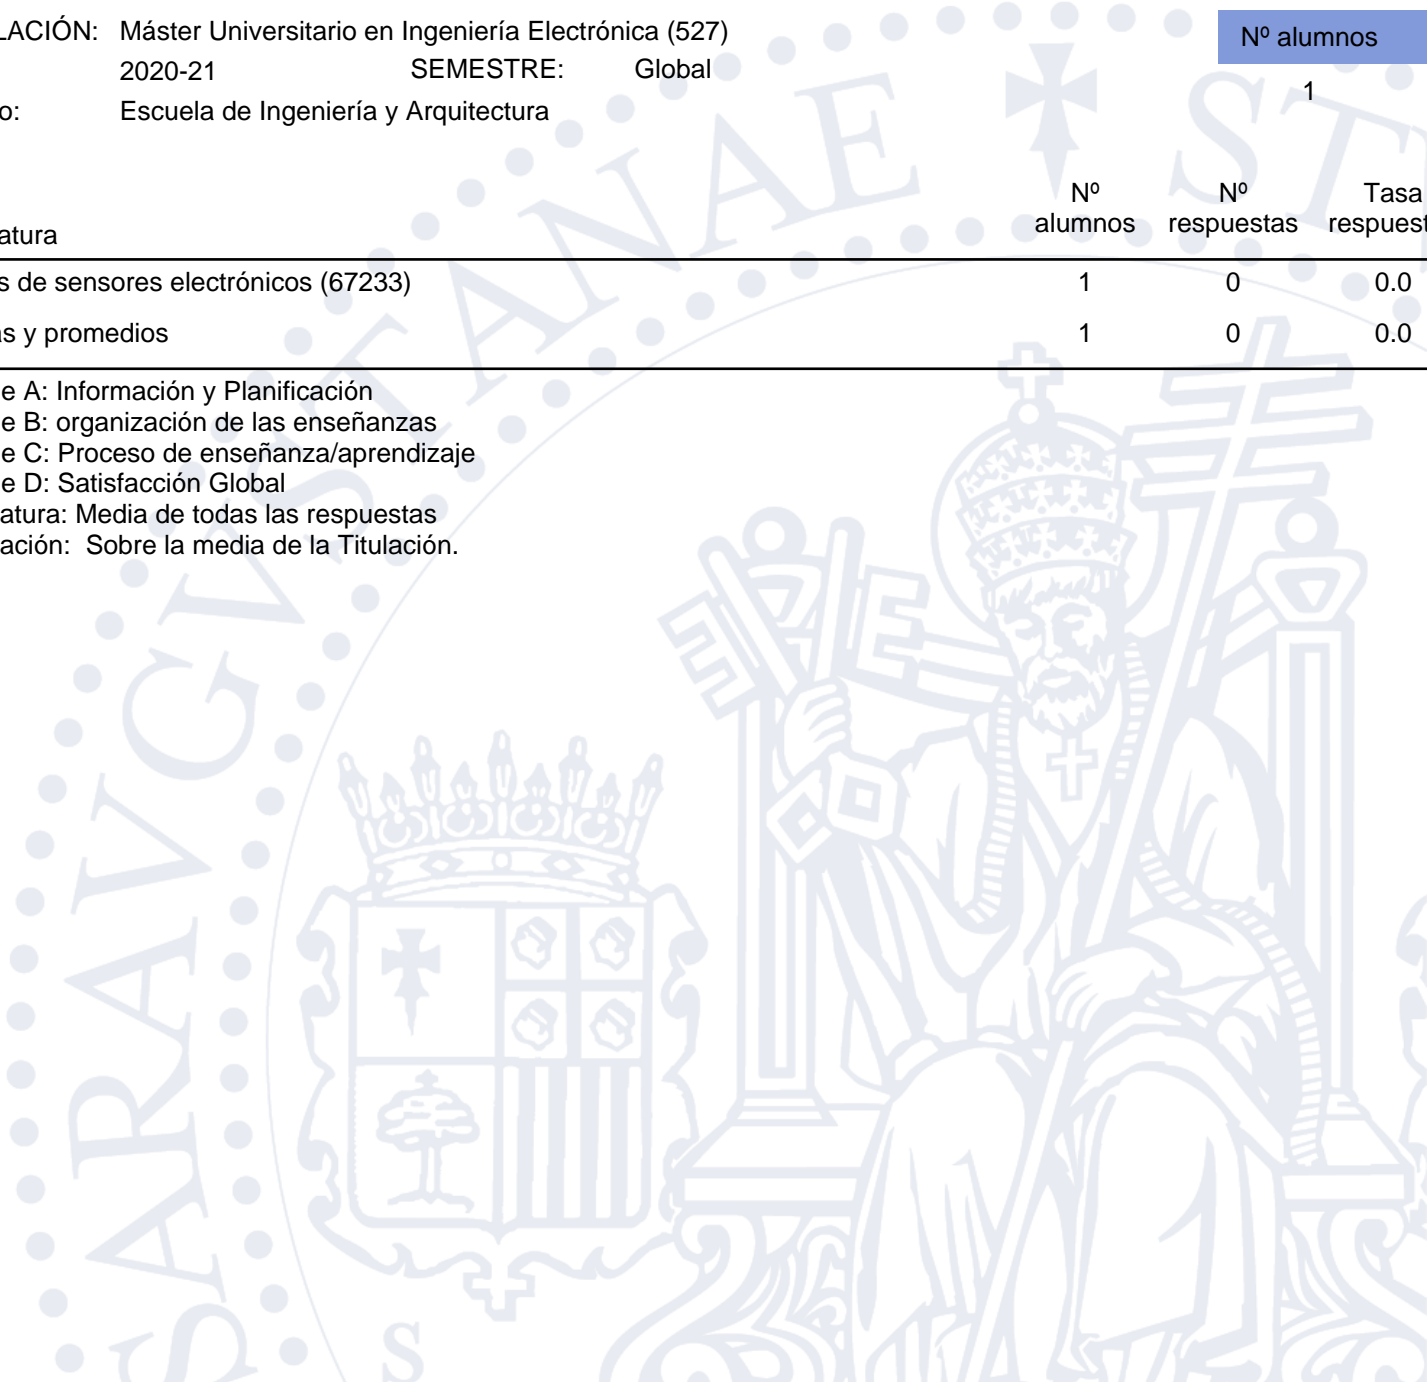 LACIÓN: Máster Universitario en Ingeniería Electrónica (527) Nº alumnos
2020-21 SEMESTRE: Global
1
o: Escuela de Ingeniería y Arquitectura
Nº Nº Tasa
alumnos respuestas respuest
atura
s de sensores electrónicos (67233) 1 0 0.0
as y promedios 1 0 0.0
e A: Información y Planificación
e B: organización de las enseñanzas
e C: Proceso de enseñanza/aprendizaje
e D: Satisfacción Global
atura: Media de todas las respuestas
ación: Sobre la media de la Titulación.
SARAVGVSTANAE ST
S